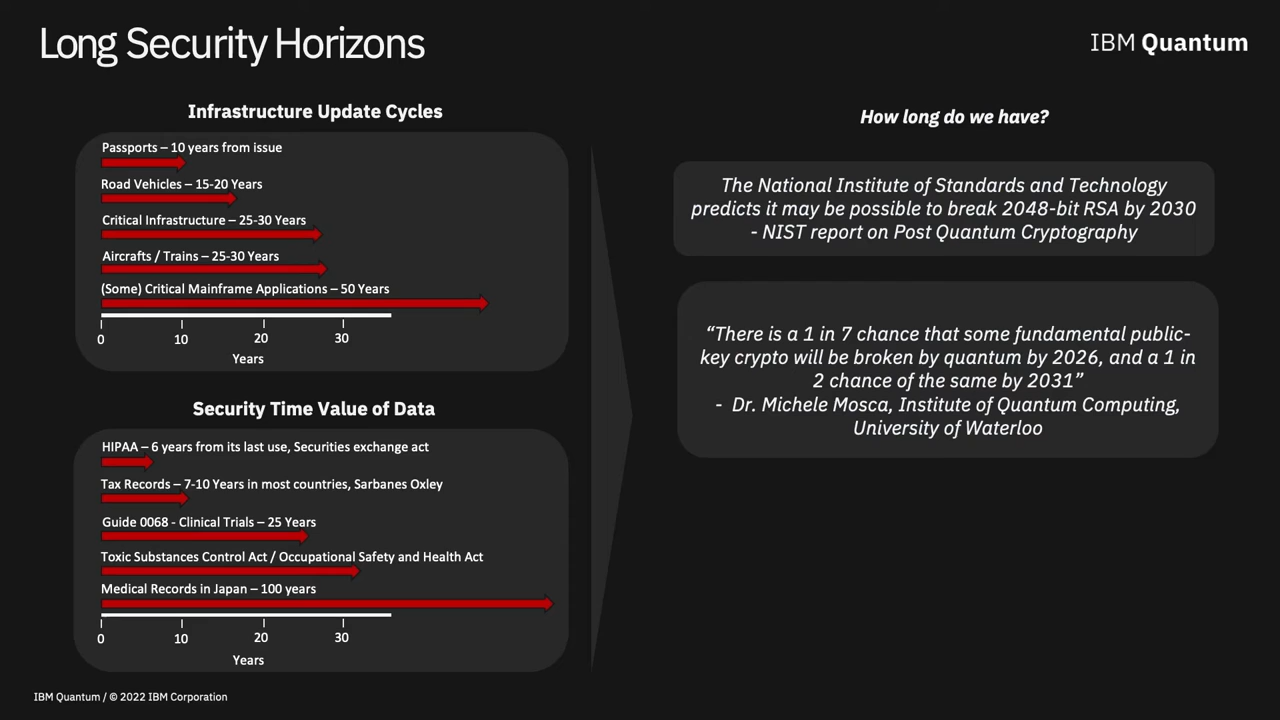 Long Security Horizons
IBM Quantum
Infrastructure Update Cycles
Passports – 10 years from issue
Road Vehicles – 15-20 Years
Critical Infrastructure – 25-30 Years
Aircrafts / Trains – 25-30 Years
(Some) Critical Mainframe Applications – 50 Years
0 10 20 30
Years
Security Time Value of Data
HIPAA – 6 years from its last use, Securities exchange act
Tax Records – 7-10 Years in most countries, Sarbanes Oxley
Guide 0068 - Clinical Trials – 25 Years
Toxic Substances Control Act / Occupational Safety and Health Act
Medical Records in Japan – 100 years
0 10 20 30
Years
How long do we have?
The National Institute of Standards and Technology
predicts it may be possible to break 2048-bit RSA by 2030
- NIST report on Post Quantum Cryptography
“There is a 1 in 7 chance that some fundamental public-
key crypto will be broken by quantum by 2026, and a 1 in
2 chance of the same by 2031”
- Dr. Michele Mosca, Institute of Quantum Computing,
University of Waterloo
IBM Quantum / © 2022 IBM Corporation